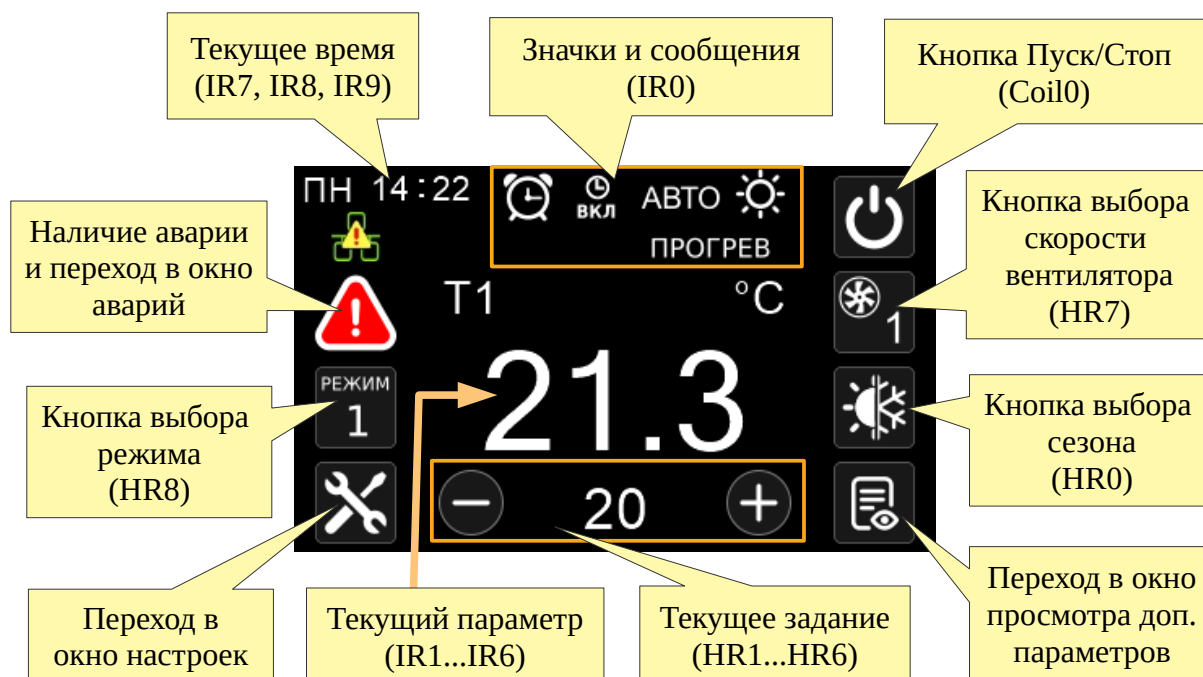 Текущее время
(IR7, IR8, IR9)
Значки и сообщения
(IR0)
Кнопка Пуск/Стоп
(Coil0)
Наличие аварии
и переход в окно
аварий
ПН 14:22
ВКЛ
АВТО
ПРОГРЕВ
Кнопка выбора
скорости
вентилятора
(HR7)
T1
°C
1
РЕЖИМ
1
21.3
Кнопка выбора
режима
(HR8)
Кнопка выбора
сезона
(HR0)
20
Переход в
окно настроек
Текущий параметр
(IR1...IR6)
Текущее задание
(HR1...HR6)
Переход в окно
просмотра доп.
параметров